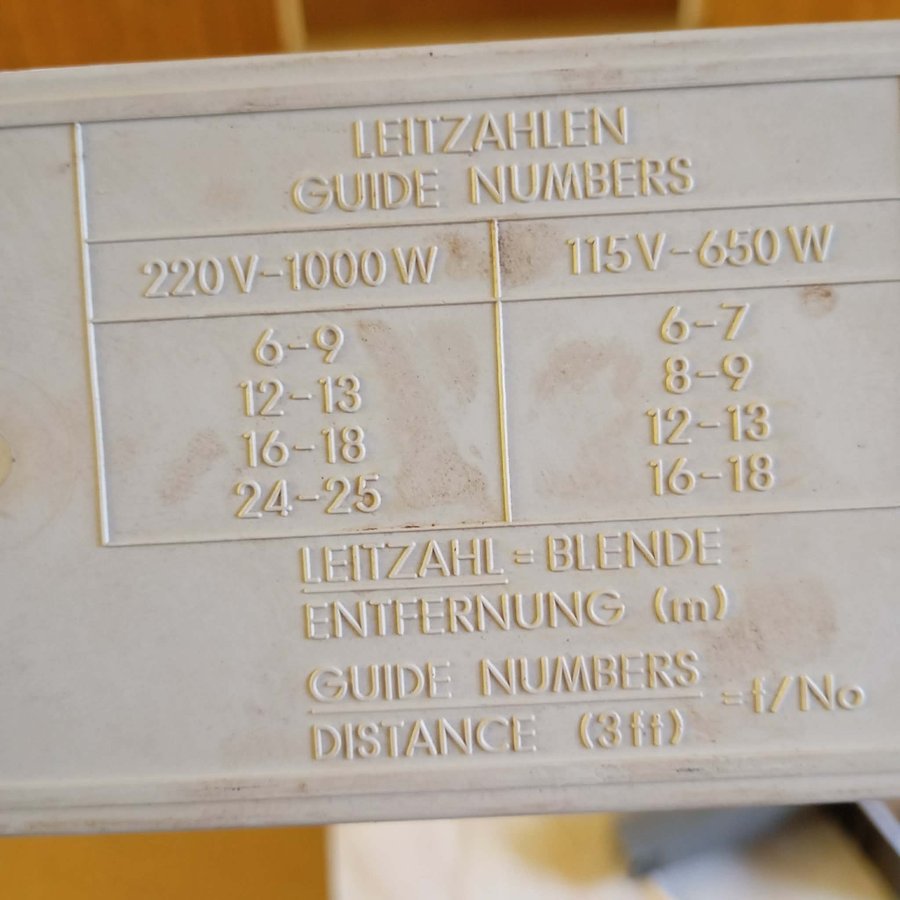 LEITZAHLEN
GUIDE NUMBERS
220V-1000W
6-9
12-13
16-18
24-25
115V-650W
6-7
8-9
12-13
16-18
LEITZAHL = BLENDE
ENTFERNUNG (m)
GUIDE NUMBERS =f/No
DISTANCE (3ft)